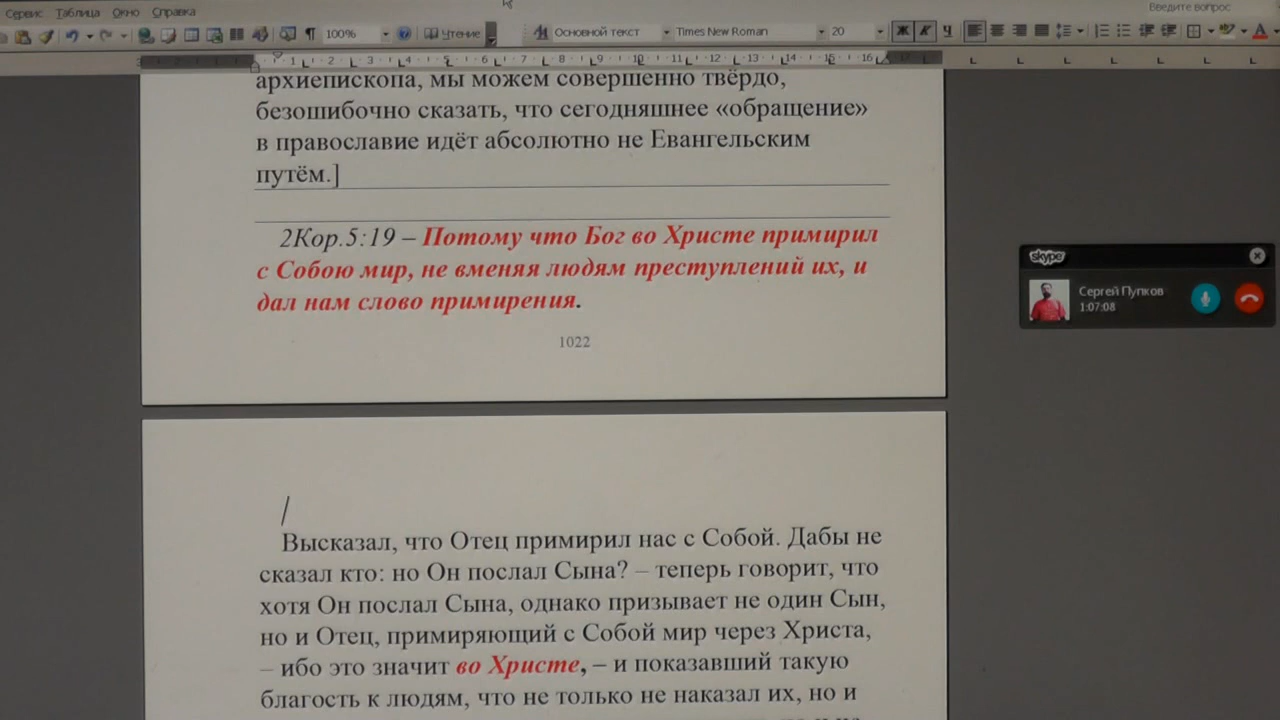 Сервис Таблица Окно Справка
Введите вопрос
100% Чтение Основной текст Times New Roman 20 Ж К Ч
архиепископа, мы можем совершенно твёрдо,
безошибочно сказать, что сегодняшнее «обращение»
в православие идёт абсолютно не Евангельским
путём.]
2Кор.5:19 – Потому что Бог во Христе примирил
с Собою мир, не вменяя людям преступлений их, и
дал нам слово примирения.
1022
/
Высказал, что Отец примирил нас с Собой. Дабы не
сказал кто: но Он послал Сына? – теперь говорит, что
хотя Он послал Сына, однако призывает не один Сын,
но и Отец, примиряющий с Собой мир через Христа,
– ибо это значит во Христе, – и показавший такую
благость к людям, что не только не наказал их, но и
skype
Сергей Пупков
1:07:08